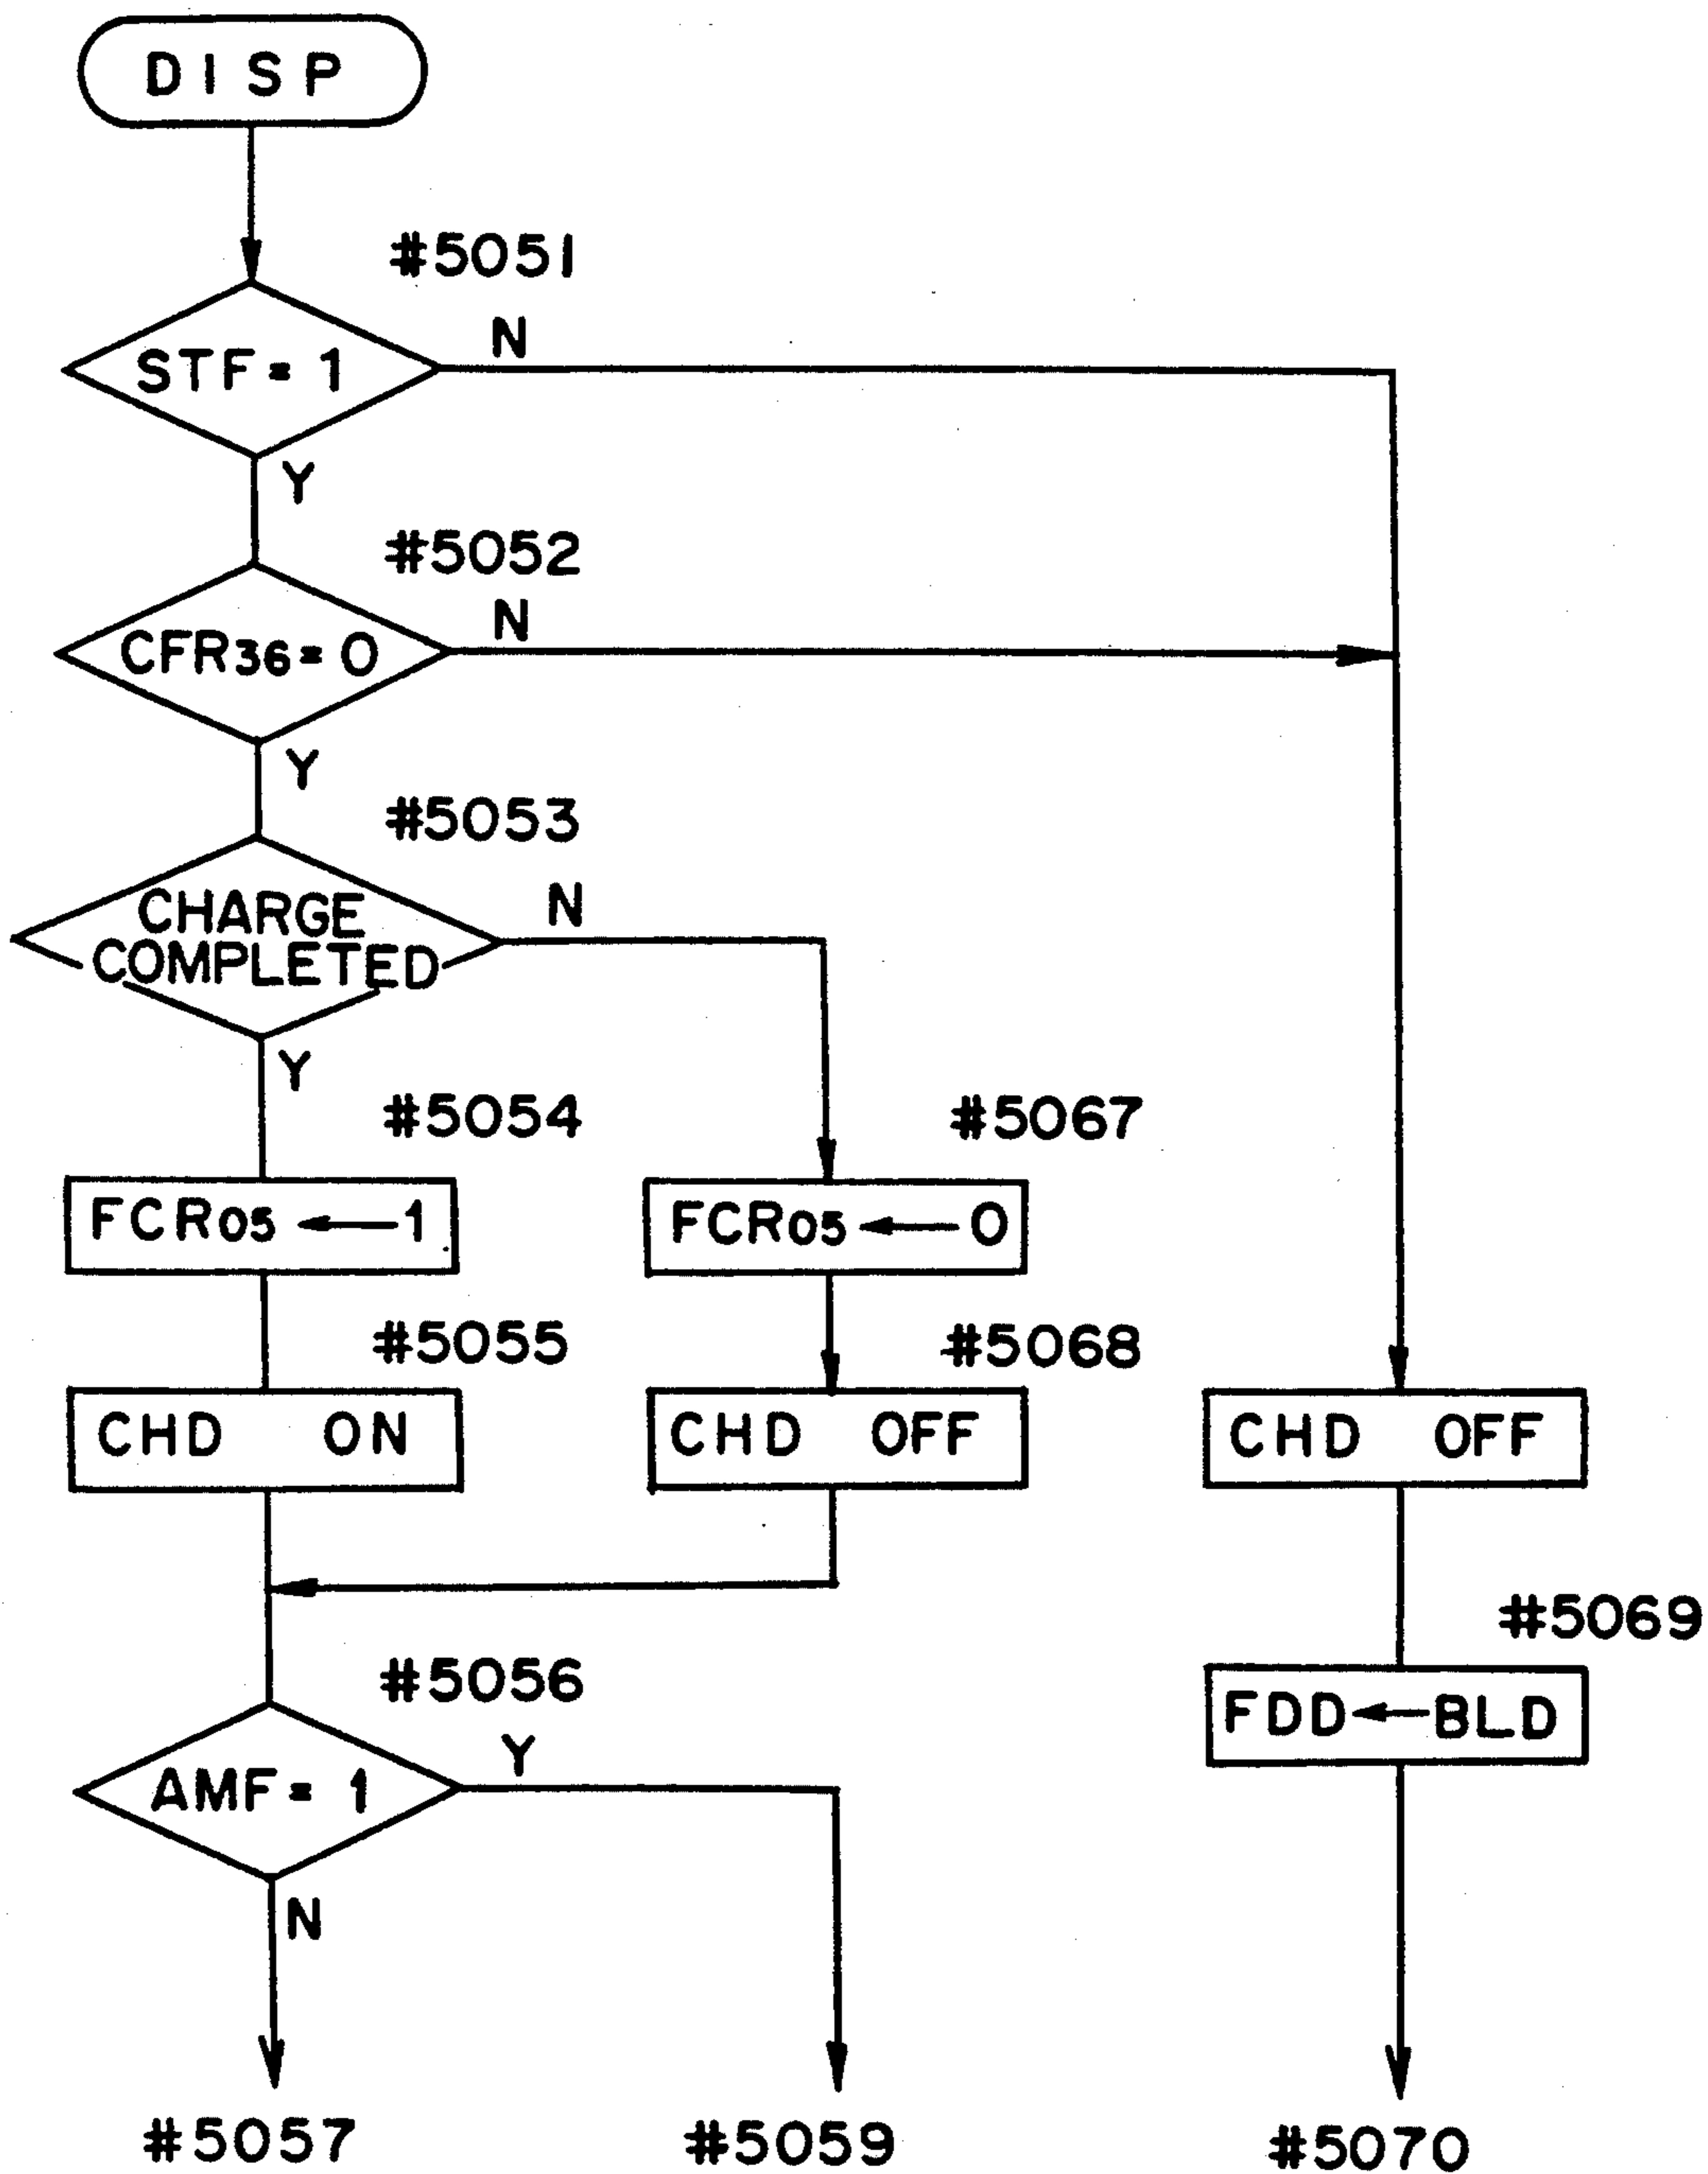 DISP
#5051
STF = 1
N
Y
#5052
CFR36 = 0
N
Y
#5053
CHARGE
COMPLETED
N
Y
#5054
FCR05 ← 1
#5067
FCR05 ← 0
#5055
CHD ON
#5068
CHD OFF
CHD OFF
#5069
FDD ← BLD
#5056
AMF = 1
Y
N
#5057
#5059
#5070